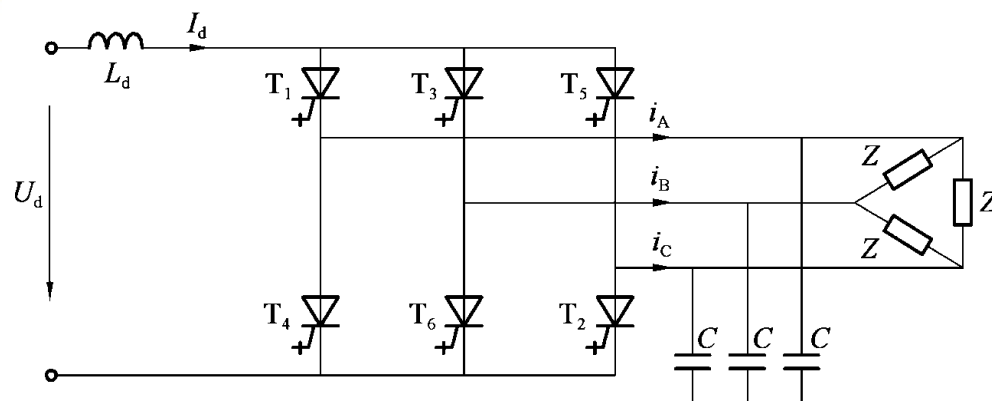 I_d
L_d
T_1 T_3 T_5
i_A
Z
U_d
i_B
Z
Z
i_C
T_4 T_6 T_2
C C C